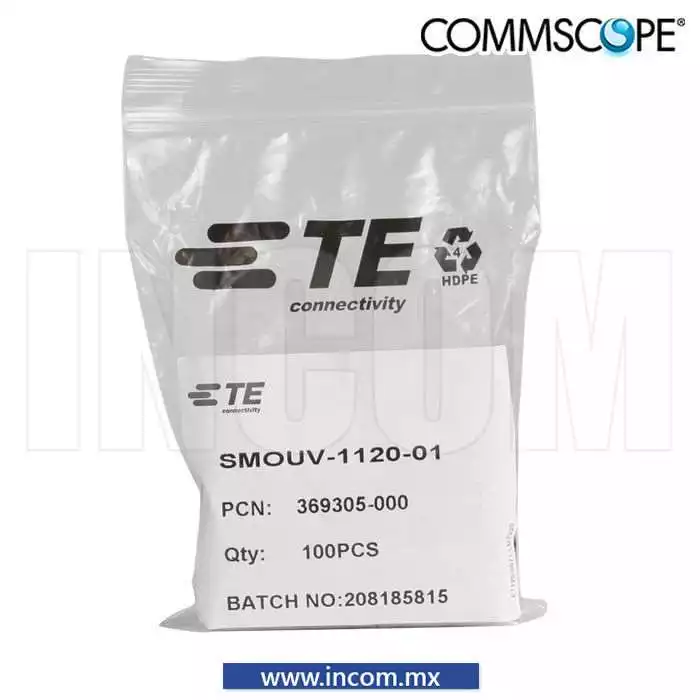 COMMSCOPE®
TE
connectivity
4
HDPE
INCOM
TE
connectivity
SMOUV-1120-01
PCN: 369305-000
Qty: 100PCS
BATCH NO:208185815
www.incom.mx